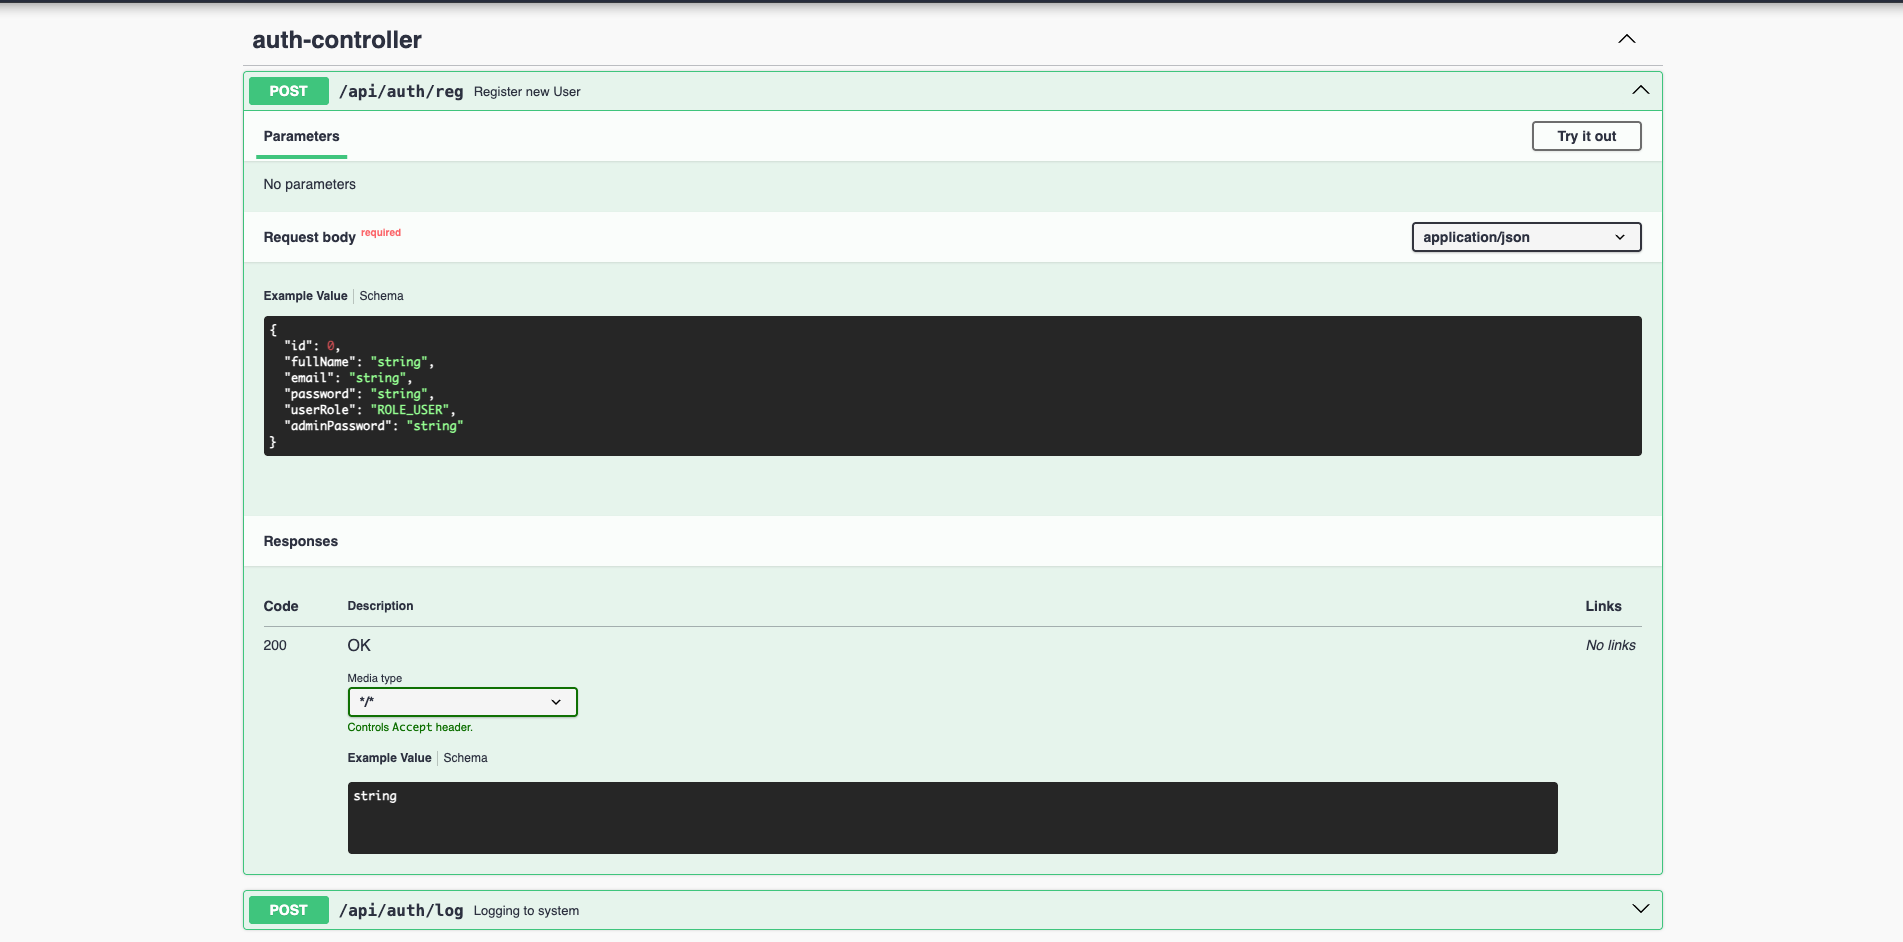 auth-controller
POST /api/auth/reg Register new User
Parameters
Try it out
No parameters
Request body required
application/json
Example Value Schema
{
"id": 0,
"fullName": "string",
"email": "string",
"password": "string",
"userRole": "ROLE_USER",
"adminPassword": "string"
}
Responses
Code Description Links
200 OK No links
Media type
*/*
Controls Accept header.
Example Value Schema
string
POST /api/auth/log Logging to system